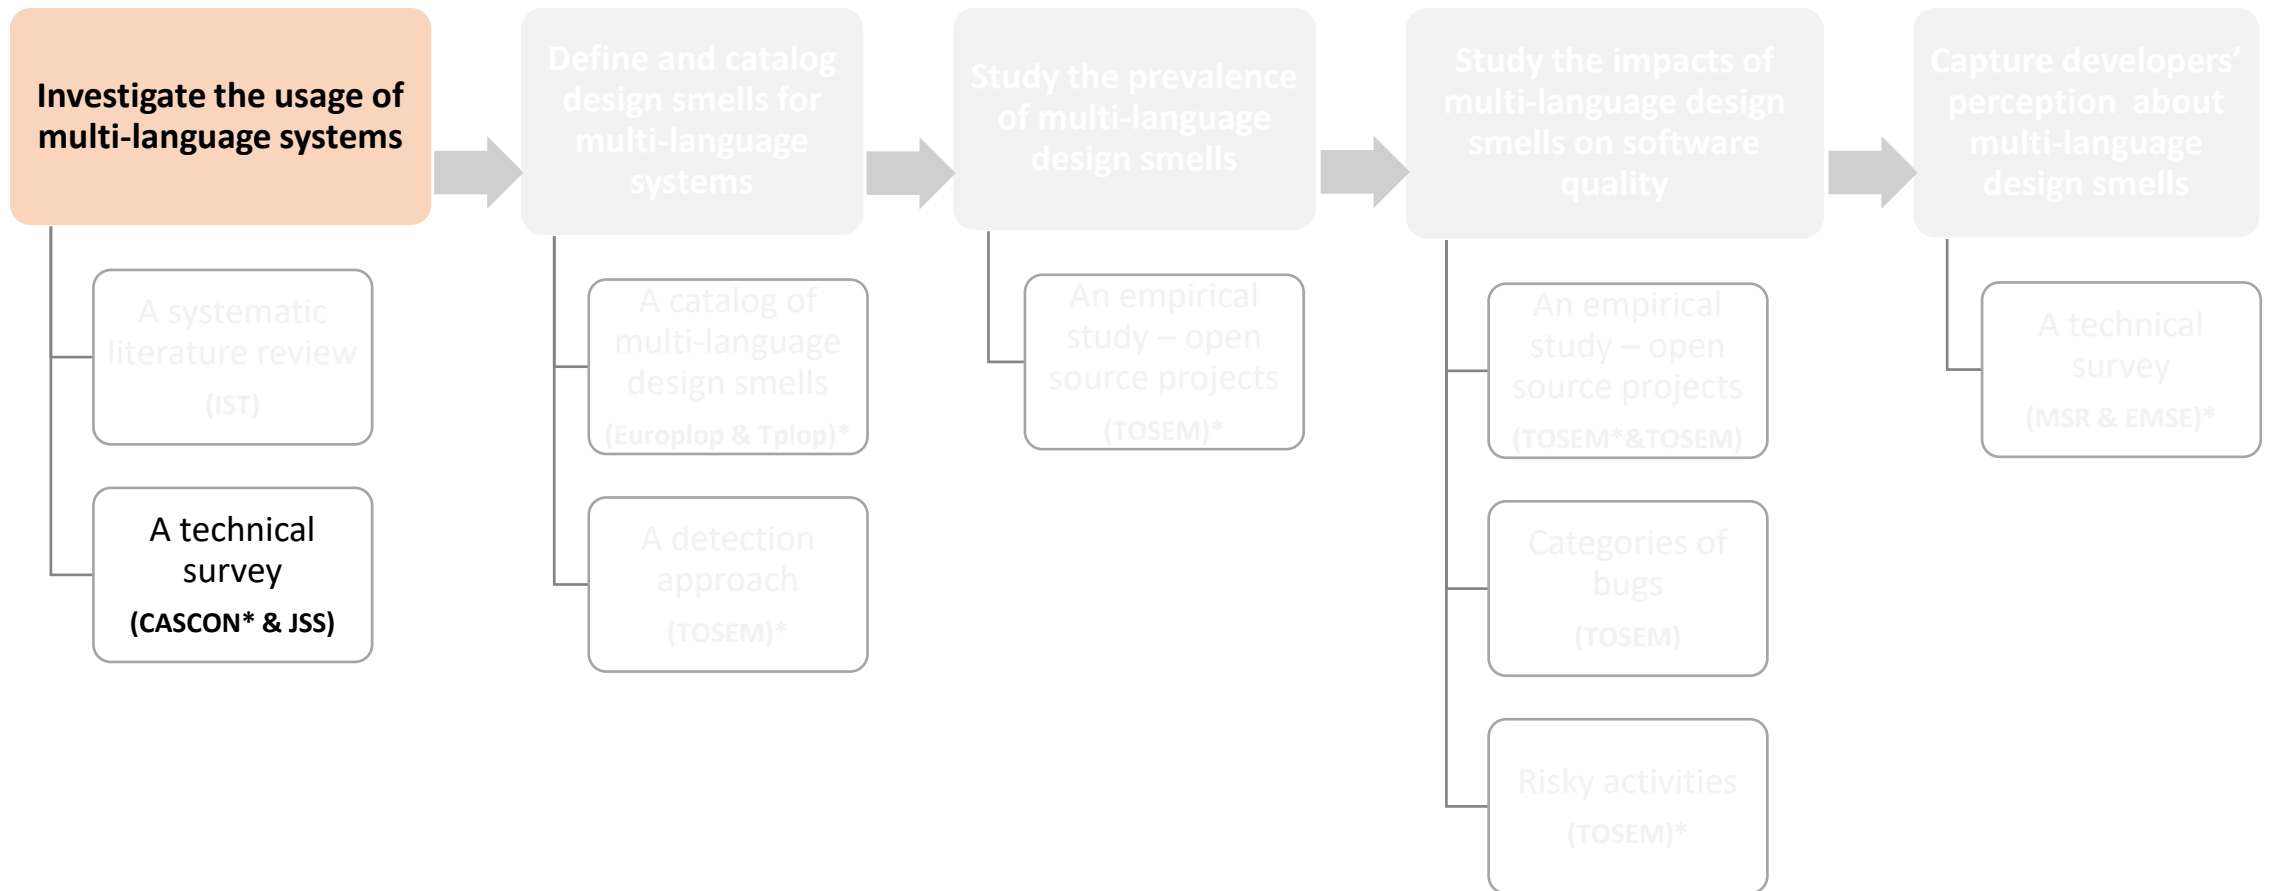 Investigate the usage of
multi-language systems
A systematic
literature review
(IST)
A technical
survey
(CASCON* & JSS)
Define and catalog
design smells for
multi-language
systems
A catalog of
multi-language
design smells
(Europlop & Tplop)*
A detection
approach
(TOSEM)*
Study the prevalence
of multi-language
design smells
An empirical
study – open
source projects
(TOSEM)*
Study the impacts of
multi-language design
smells on software
quality
An empirical
study – open
source projects
(TOSEM*&TOSEM)
Categories of
bugs
(TOSEM)
Risky activities
(TOSEM)*
Capture developers’
perception about
multi-language
design smells
A technical
survey
(MSR & EMSE)*